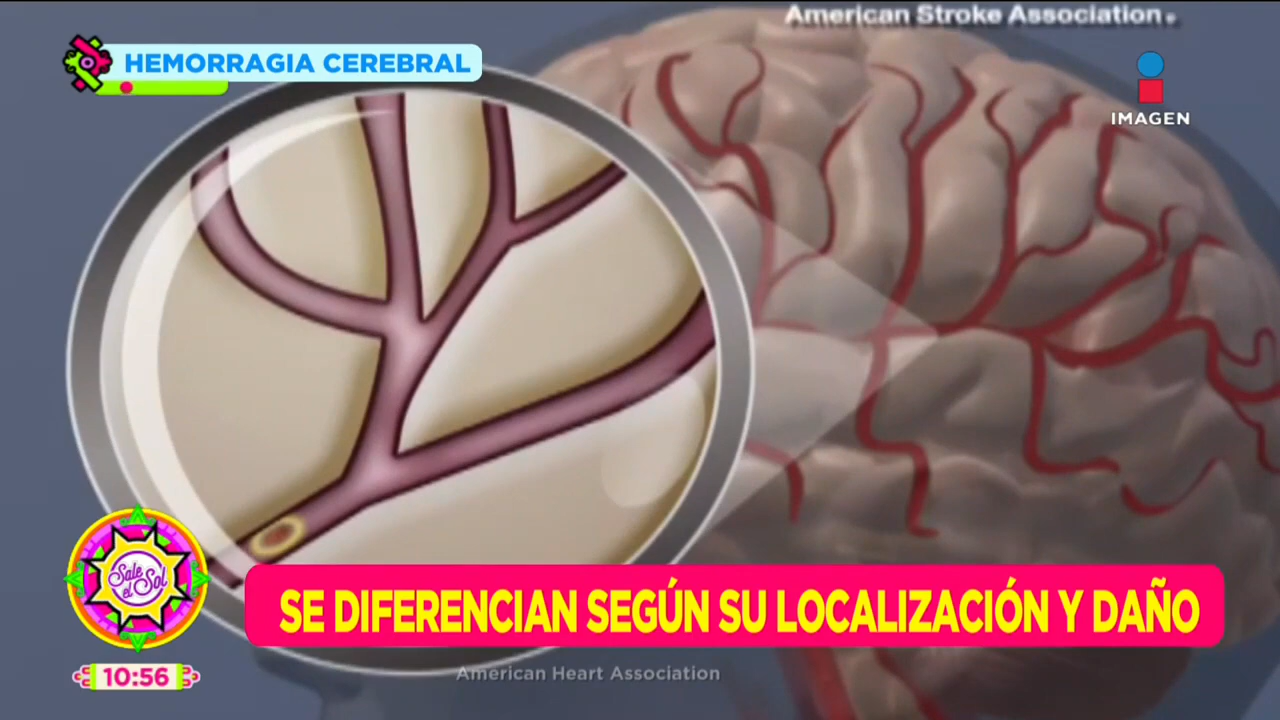 American Stroke Association®
HEMORRAGIA CEREBRAL
IMAGEN
Sale
el Sol
SE DIFERENCIAN SEGÚN SU LOCALIZACIÓN Y DAÑO
10:56
American Heart Association